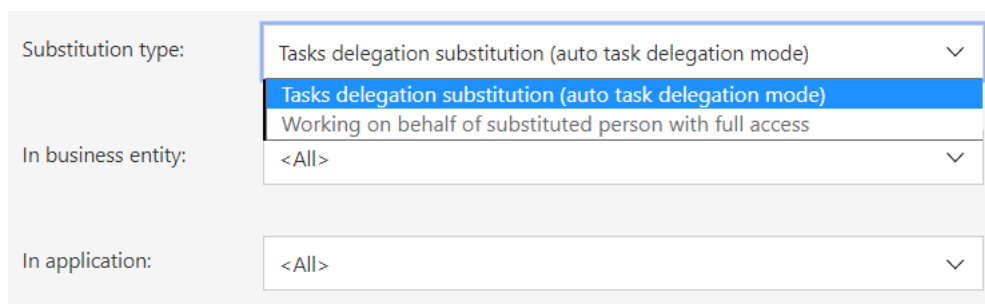 Substitution type: Tasks delegation substitution (auto task delegation mode)
Tasks delegation substitution (auto task delegation mode)
Working on behalf of substituted person with full access
In business entity: <All>
In application: <All>